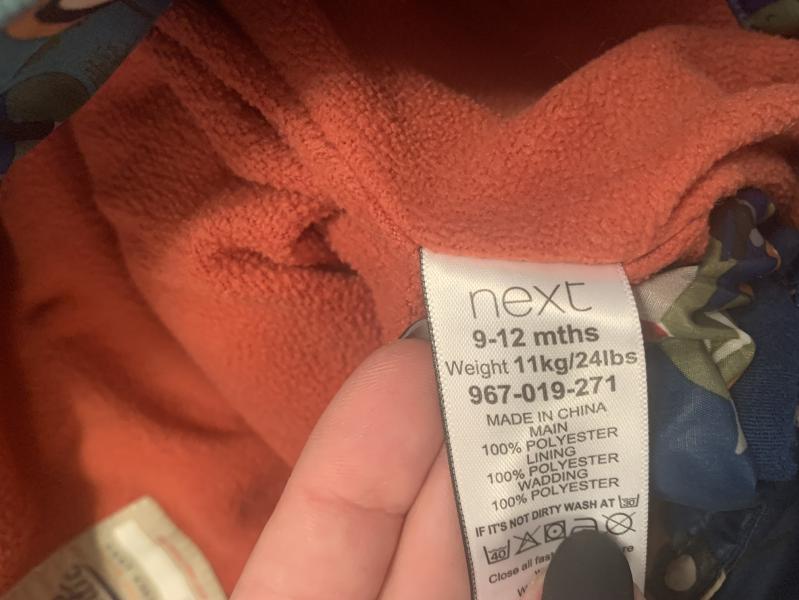 next
9-12 mths
Weight 11kg/24lbs
967-019-271
MADE IN CHINA
MAIN
100% POLYESTER
LINING
100% POLYESTER
WADDING
100% POLYESTER
IF IT'S NOT DIRTY WASH AT 30
40
Close all